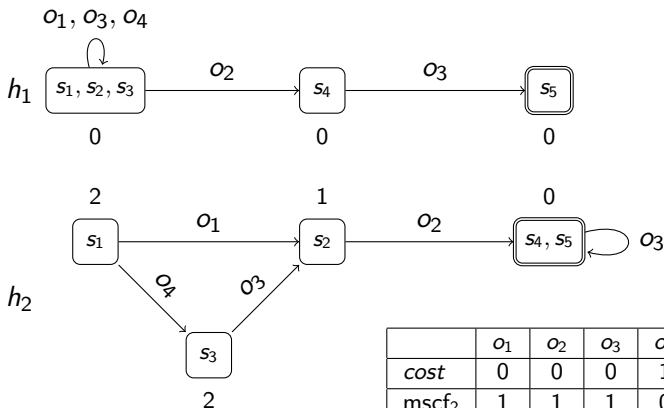 o₁, o₃, o₄
h₁
s₁, s₂, s₃
o₂
s₄
o₃
s₅
0 0 0
2 1 0
s₁
o₁
s₂
o₂
s₄, s₅
o₃
o₄
o₃
h₂
s₃
2
o₁ o₂ o₃
cost 0 0 0 1
mscf₂ 1 1 1 0